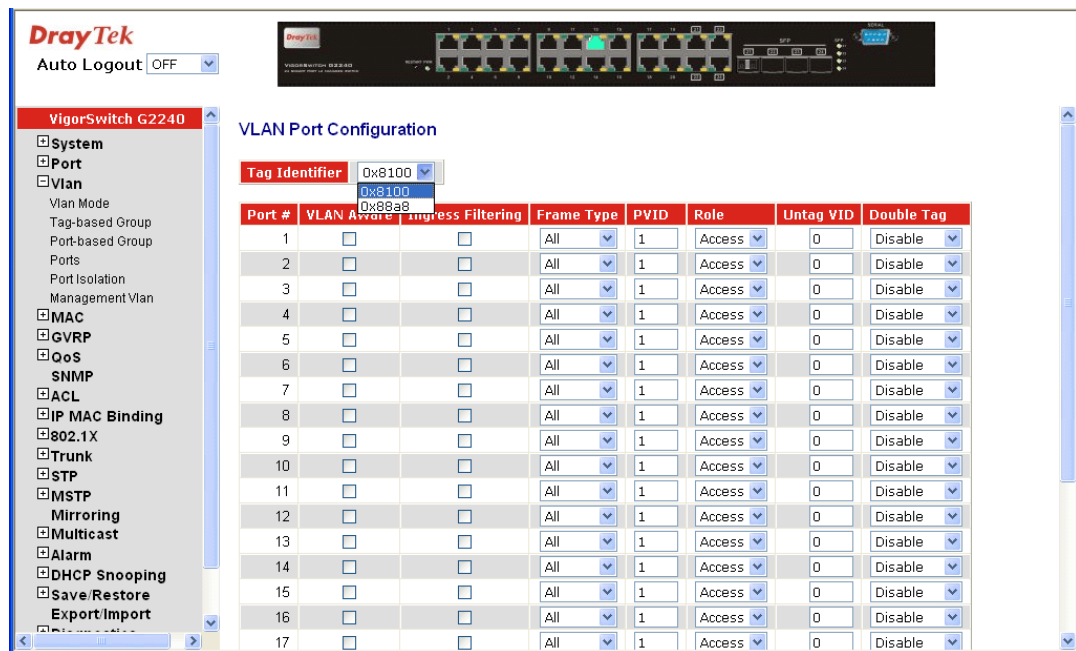 DrayTek
Auto Logout OFF
DrayTek
VIGORSWITCH G2240
SFP
SERIAL
VigorSwitch G2240
System
Port
Vlan
Vlan Mode
Tag-based Group
Port-based Group
Ports
Port Isolation
Management Vlan
MAC
GVRP
QoS
SNMP
ACL
IP MAC Binding
802.1X
Trunk
STP
MSTP
Mirroring
Multicast
Alarm
DHCP Snooping
Save/Restore
Export/Import
VLAN Port Configuration
Tag Identifier 0x8100
0x8100
0x88a8
Port # VLAN Aware Ingress Filtering Frame Type PVID Role Untag VID Double Tag
1 All 1 Access 0 Disable
2 All 1 Access 0 Disable
3 All 1 Access 0 Disable
4 All 1 Access 0 Disable
5 All 1 Access 0 Disable
6 All 1 Access 0 Disable
7 All 1 Access 0 Disable
8 All 1 Access 0 Disable
9 All 1 Access 0 Disable
10 All 1 Access 0 Disable
11 All 1 Access 0 Disable
12 All 1 Access 0 Disable
13 All 1 Access 0 Disable
14 All 1 Access 0 Disable
15 All 1 Access 0 Disable
16 All 1 Access 0 Disable
17 All 1 Access 0 Disable